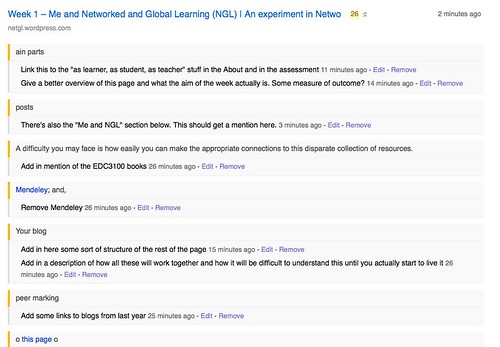 Week 1 – Me and Networked and Global Learning (NGL) | An experiment in Netwo 26 2 minutes ago
netgl.wordpress.com
ain parts
Link this to the "as learner, as student, as teacher" stuff in the About and in the assessment 11 minutes ago - Edit - Remove
Give a better overview of this page and what the aim of the week actually is. Some measure of outcome? 14 minutes ago - Edit - Remove
posts
There's also the "Me and NGL" section below. This should get a mention here. 3 minutes ago - Edit - Remove
A difficulty you may face is how easily you can make the appropriate connections to this disparate collection of resources.
Add in mention of the EDC3100 books 26 minutes ago - Edit - Remove
Mendeley; and,
Remove Mendeley 26 minutes ago - Edit - Remove
Your blog
Add in here some sort of structure of the rest of the page 15 minutes ago - Edit - Remove
Add in a description of how all these will work together and how it will be difficult to understand this until you actually start to live it 26
minutes ago - Edit - Remove
peer marking
Add some links to blogs from last year 25 minutes ago - Edit - Remove
o this page o